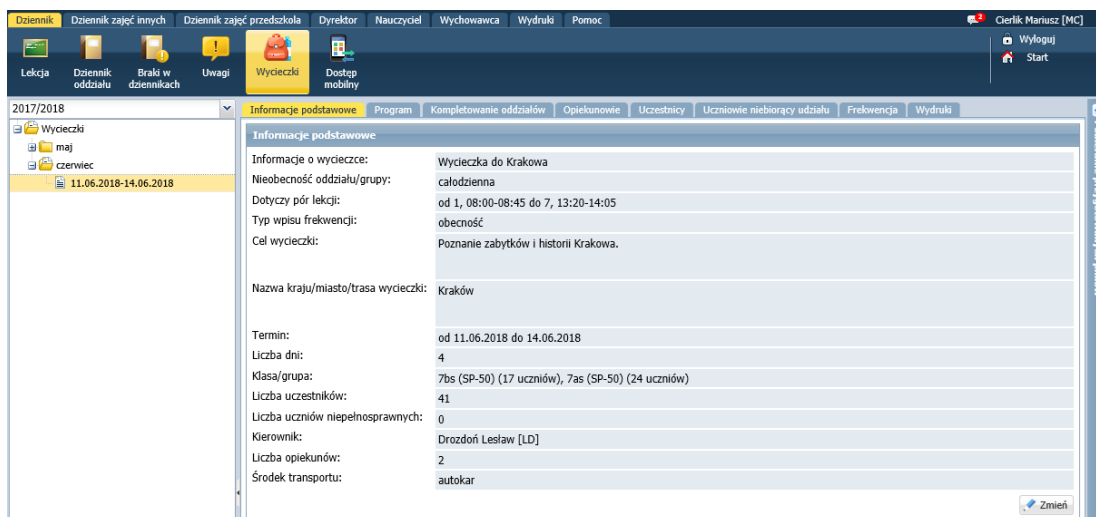 Dziennik Dziennik zajęć innych Dziennik zajęć przedszkola Dyrektor Nauczyciel Wychowawca Wydruki Pomoc 2 Cierlik Mariusz [MC]
Lekcja Dziennik oddziału Braki w dziennikach Uwagi Wycieczki Dostęp mobilny
Wyloguj
Start
2017/2018
Wycieczki
maj
czerwiec
11.06.2018-14.06.2018
Informacje podstawowe Program Kompletowanie oddziałów Opiekunowie Uczestnicy Uczniowie niebiorący udziału Frekwencja Wydruki
Informacje podstawowe
Informacje o wycieczce: Wycieczka do Krakowa
Nieobecność oddziału/grupy: całodzienna
Dotyczy pór lekcji: od 1, 08:00-08:45 do 7, 13:20-14:05
Typ wpisu frekwencji: obecność
Cel wycieczki: Poznanie zabytków i historii Krakowa.
Nazwa kraju/miasto/trasa wycieczki: Kraków
Termin: od 11.06.2018 do 14.06.2018
Liczba dni: 4
Klasa/grupa: 7bs (SP-50) (17 uczniów), 7as (SP-50) (24 uczniów)
Liczba uczestników: 41
Liczba uczniów niepełnosprawnych: 0
Kierownik: Drozdoń Lesław [LD]
Liczba opiekunów: 2
Środek transportu: autokar
Zmień